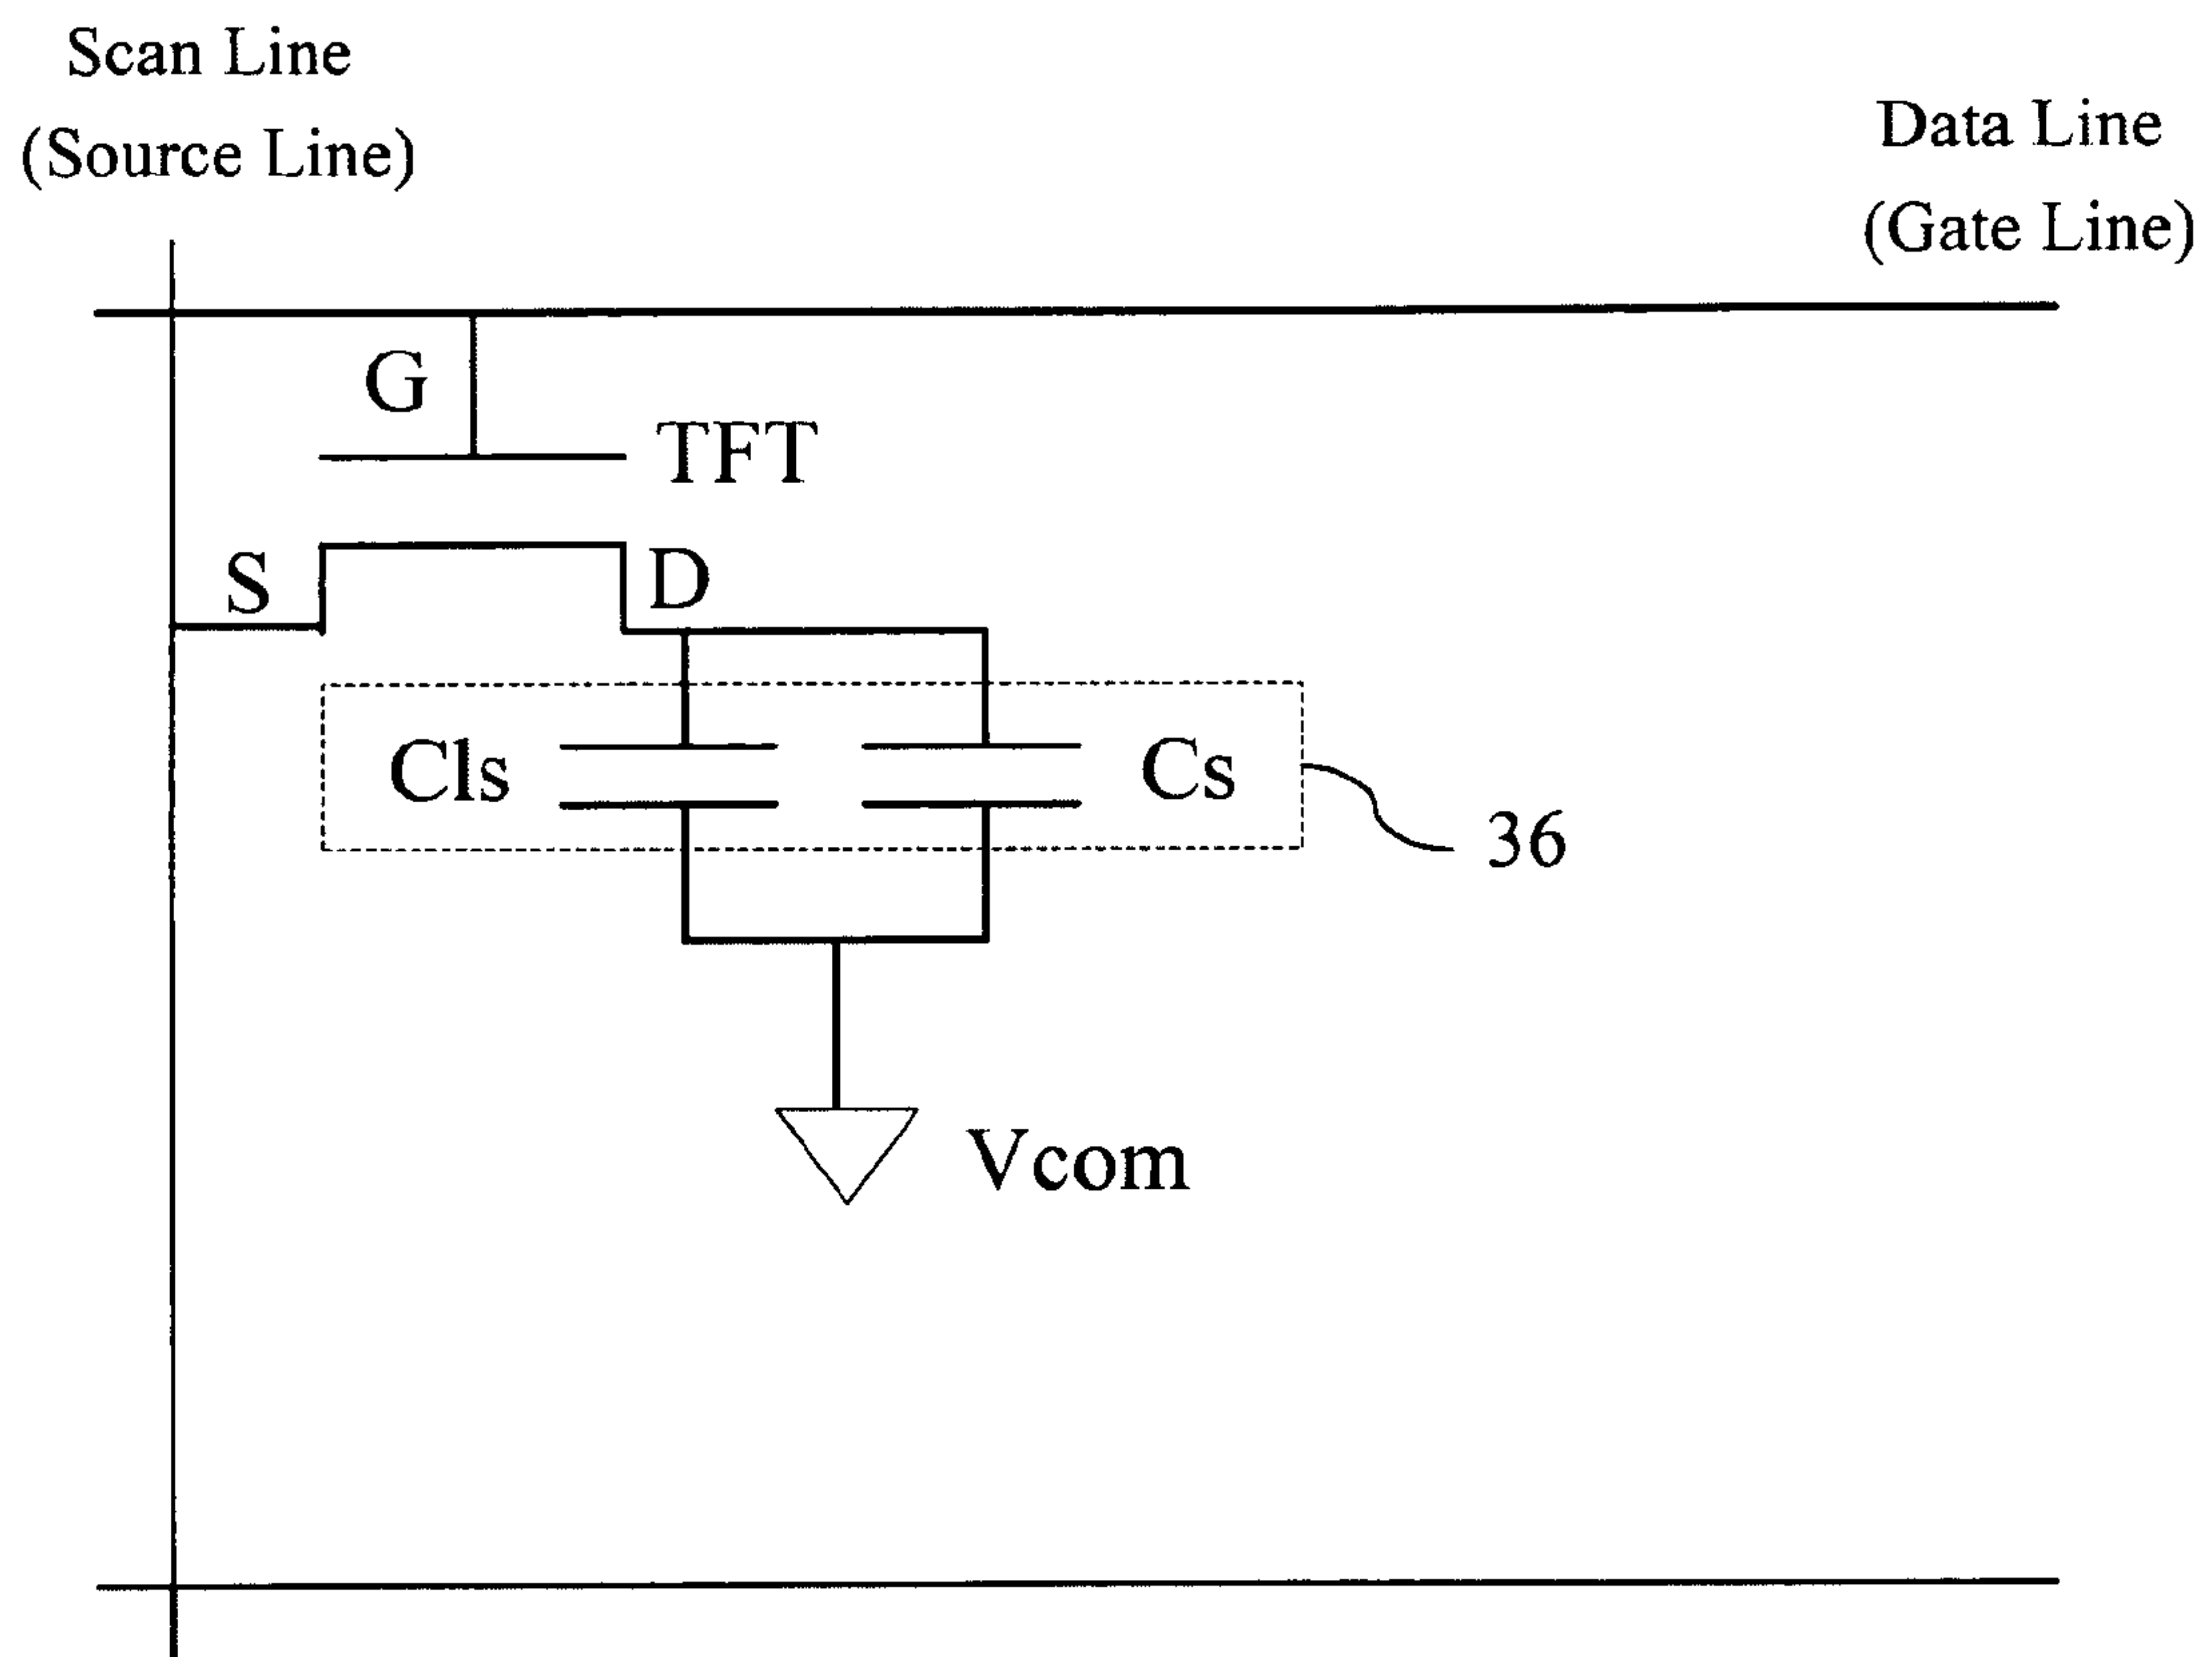 Scan Line
(Source Line)
Data Line
(Gate Line)
G
TFT
S
D
Cls
Cs
36
Vcom